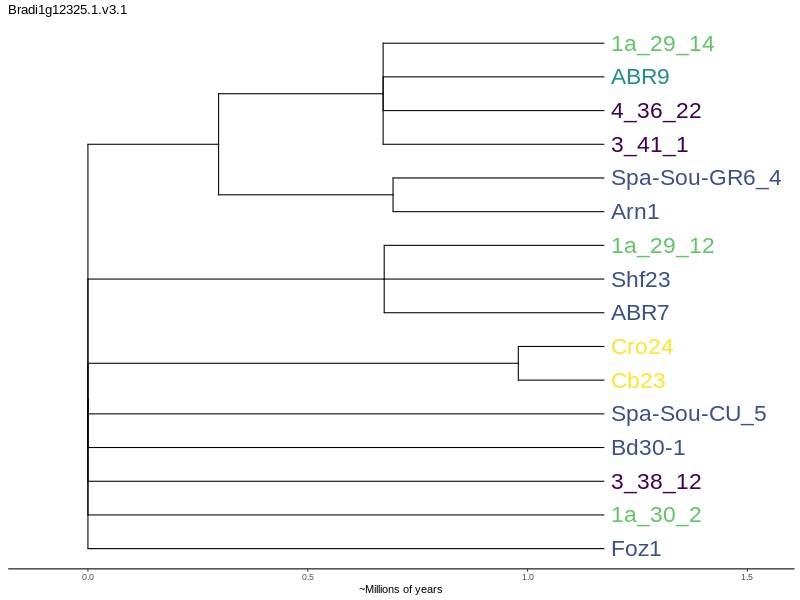 Bradi1g12325.1.v3.1
1a_29_14
ABR9
4_36_22
3_41_1
Spa-Sou-GR6_4
Arn1
1a_29_12
Shf23
ABR7
Cro24
Cb23
Spa-Sou-CU_5
Bd30-1
3_38_12
1a_30_2
Foz1
0.0 0.5 1.0 1.5
~Millions of years